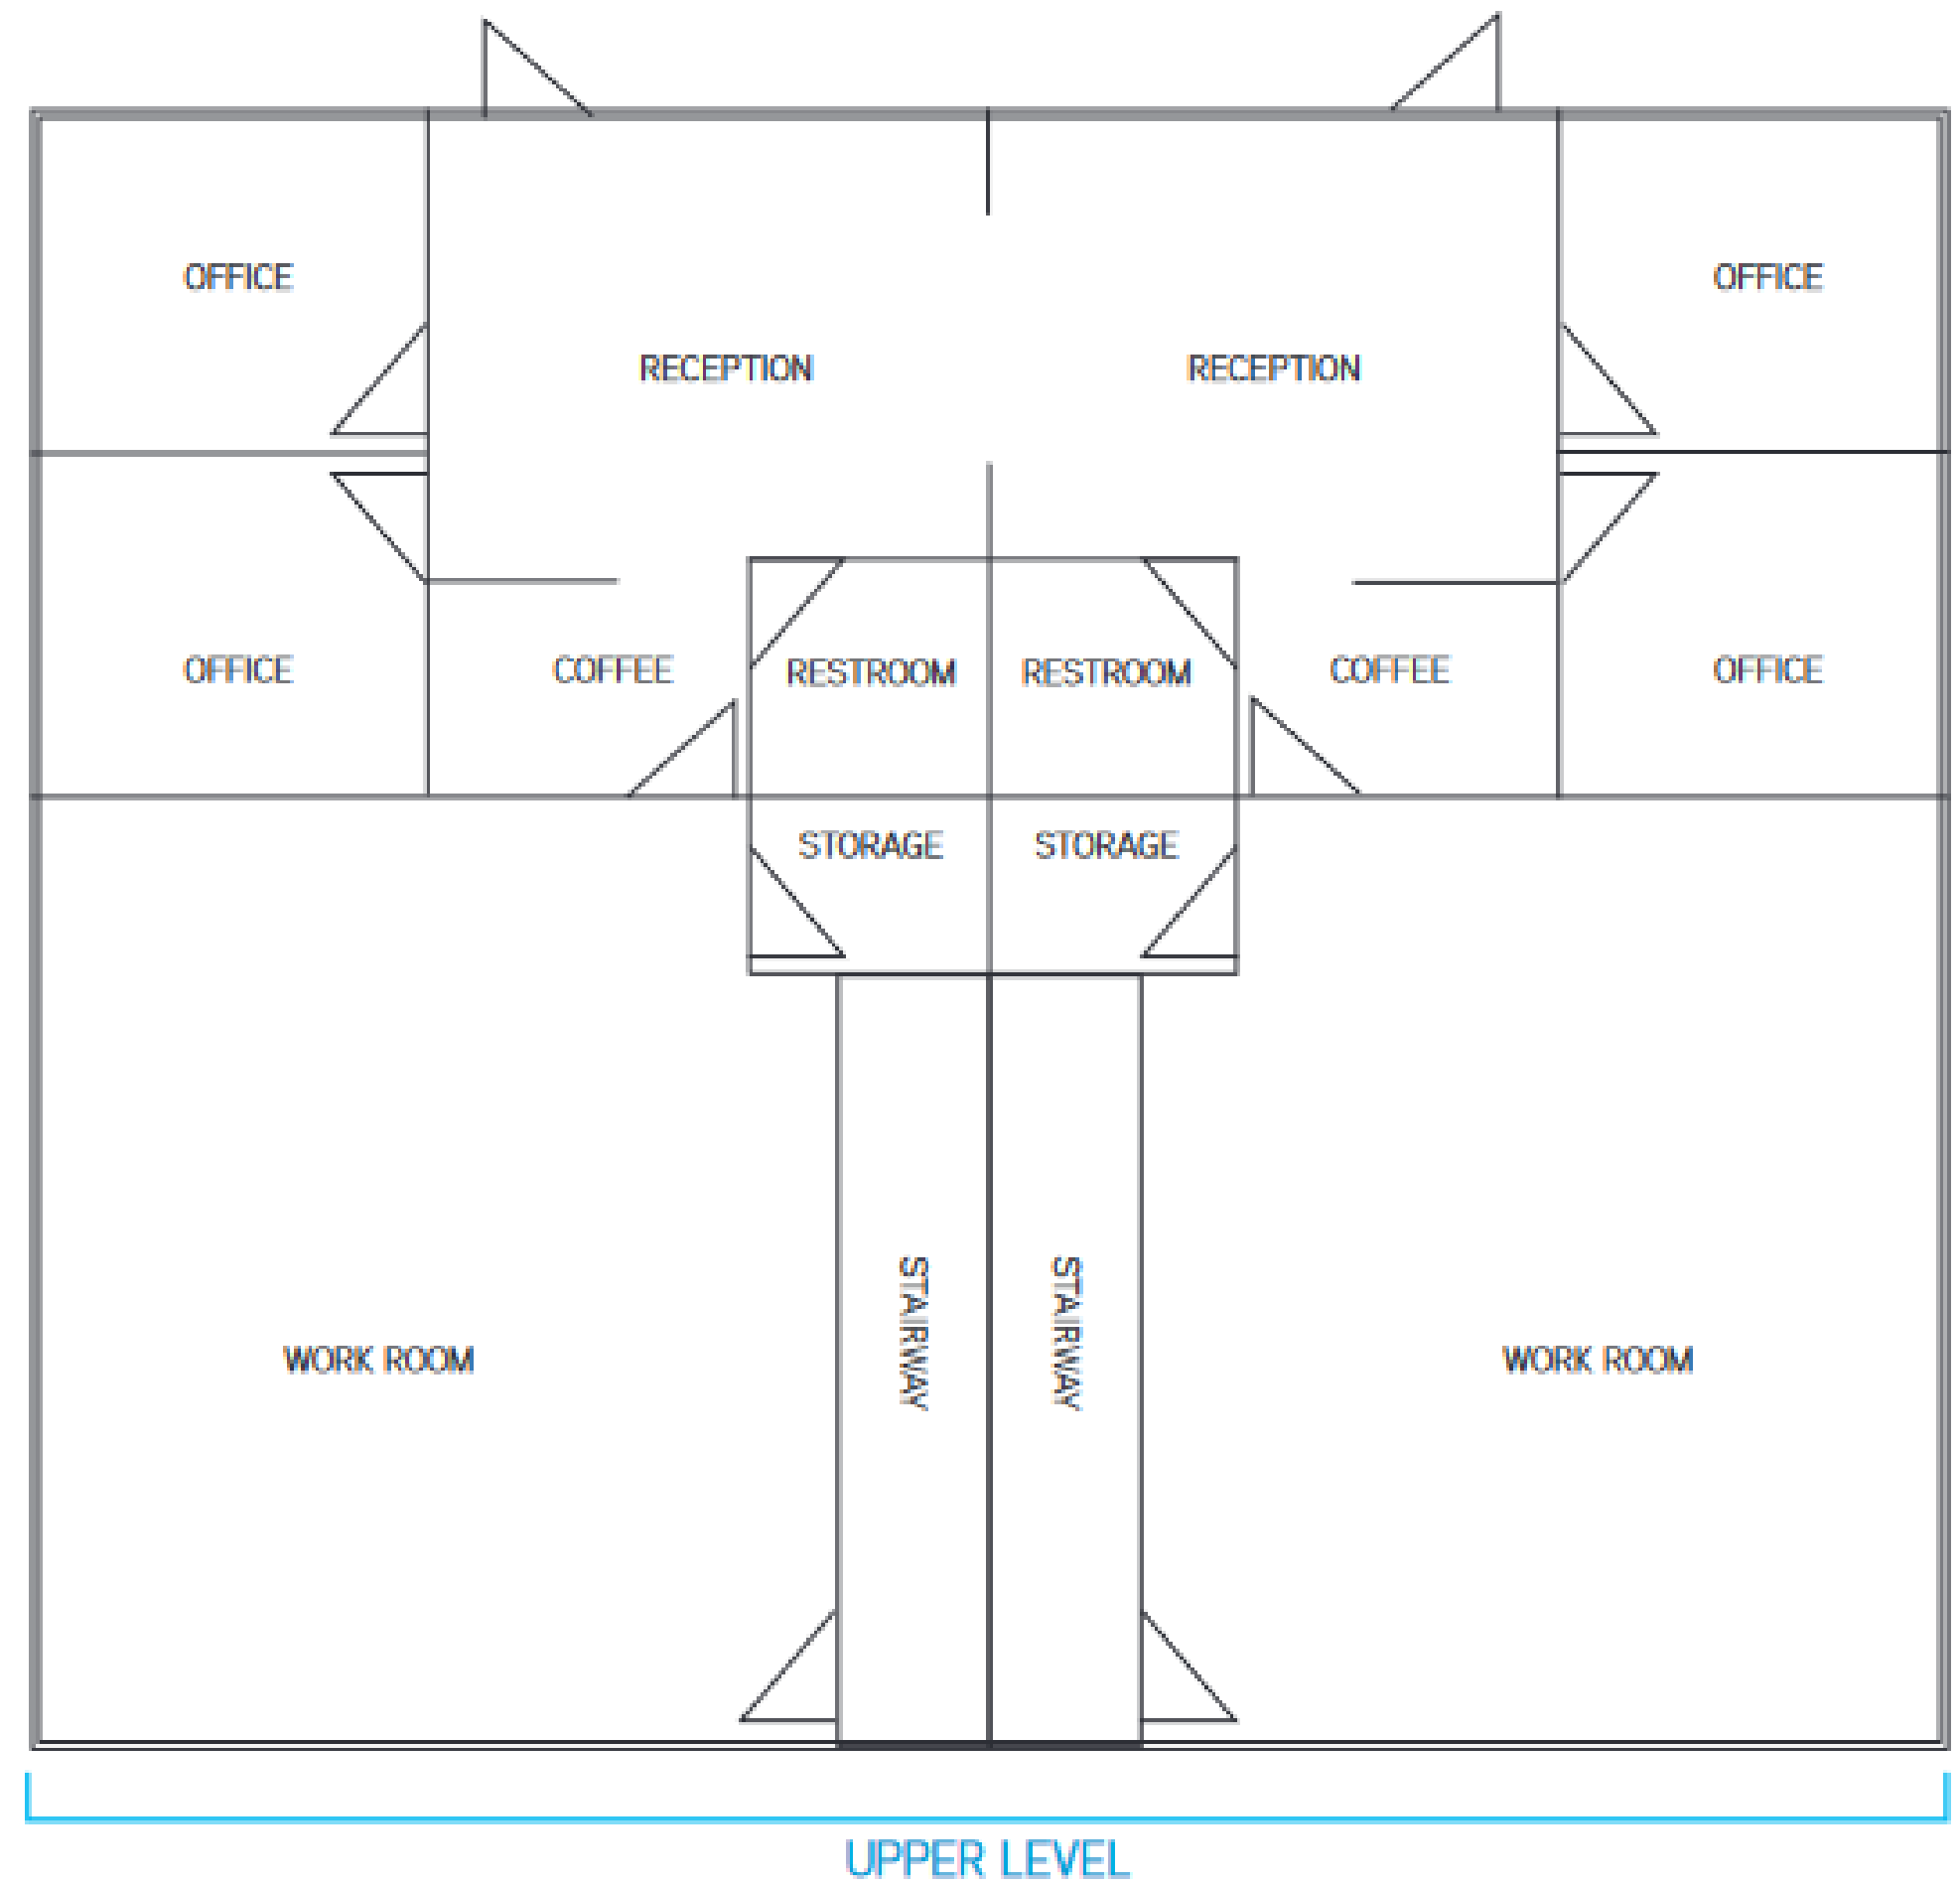 OFFICE
OFFICE
RECEPTION
RECEPTION
OFFICE
COFFEE
RESTROOM
RESTROOM
COFFEE
OFFICE
STORAGE
STORAGE
WORK ROOM
STAIRWAY
STAIRWAY
WORK ROOM
UPPER LEVEL